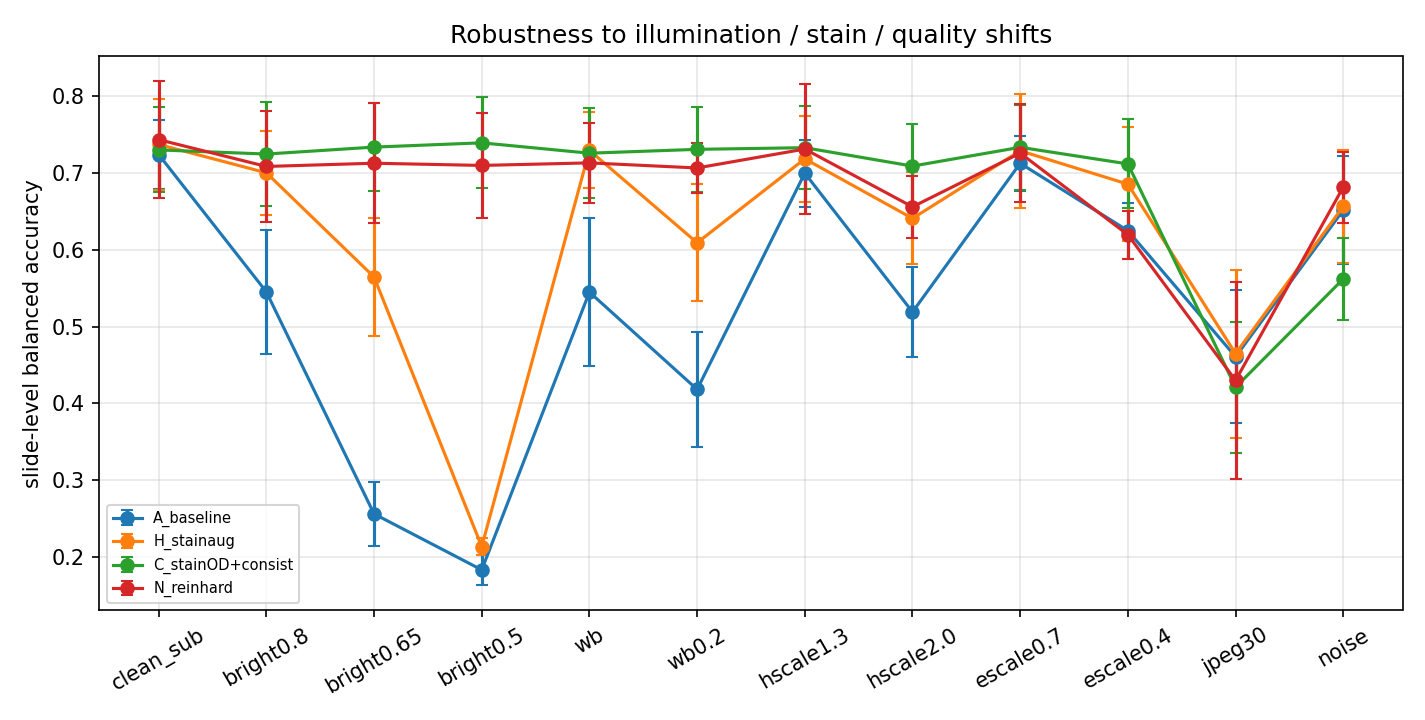 Robustness to illumination / stain / quality shifts
slide-level balanced accuracy
0.8
0.7
0.6
0.5
0.4
0.3
0.2
A_baseline
H_stainaug
C_stainOD+consist
N_reinhard
clean_sub
bright0.8
bright0.65
bright0.5
wb
wb0.2
hscale1.3
hscale2.0
escale0.7
escale0.4
jpeg30
noise